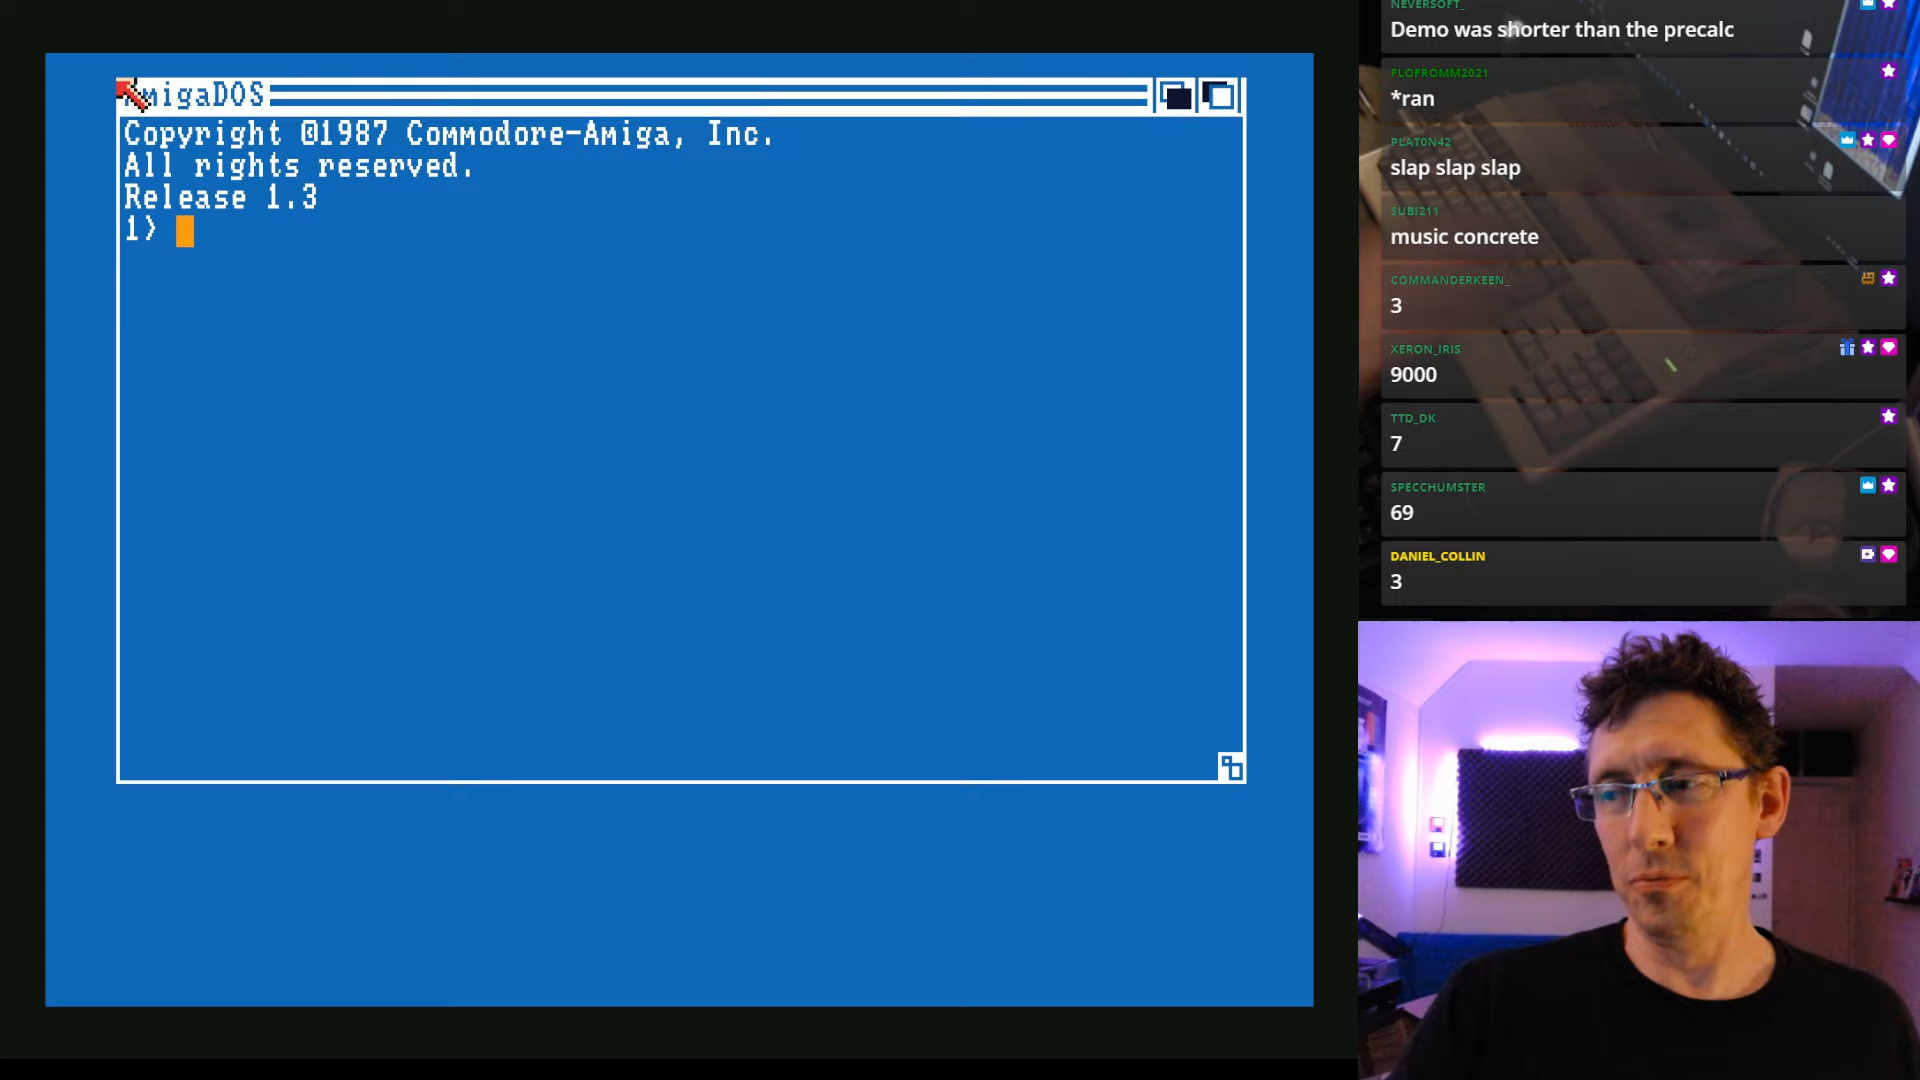 AmigaDOS
Copyright ©1987 Commodore-Amiga, Inc.
All rights reserved.
Release 1.3
1>
NEVERSOFT_
Demo was shorter than the precalc
FLOFROMM2021
*ran
PLAT0N42
slap slap slap
SUBI211
music concrete
COMMANDERKEEN_
3
XERON_IRIS
9000
TTD_DK
7
SPECCHUMSTER
69
DANIEL_COLLIN
3